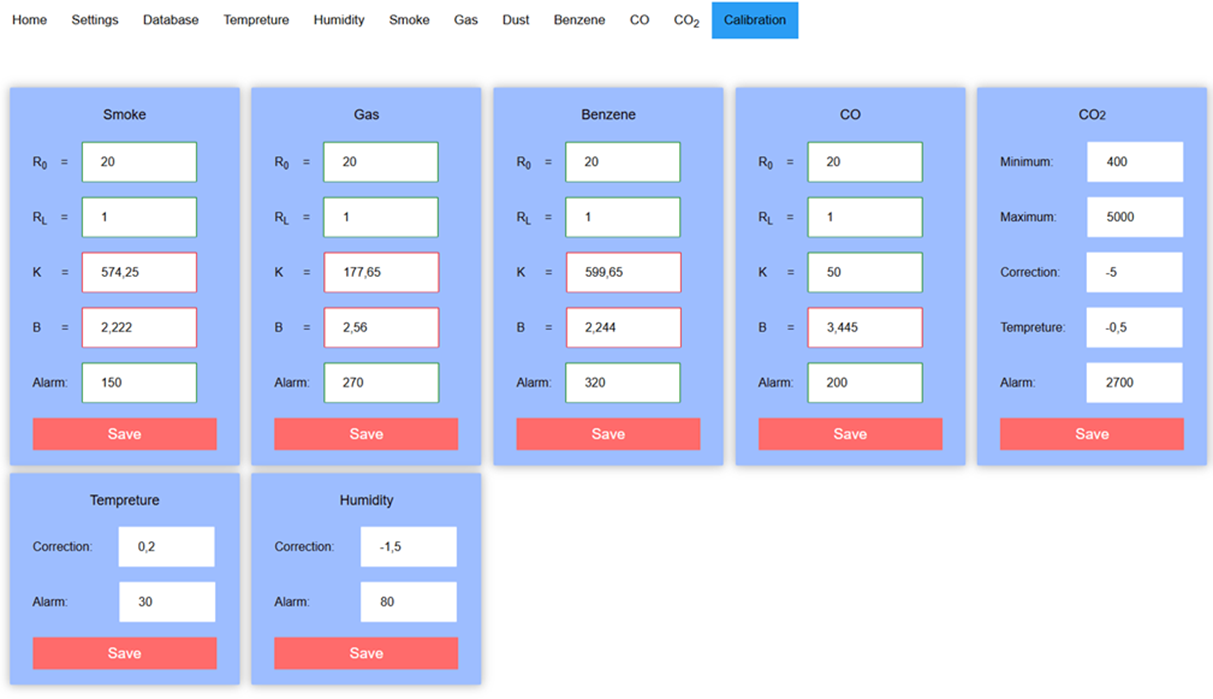 Home Settings Database Tempreture Humidity Smoke Gas Dust Benzene CO CO₂ Calibration
Smoke
R₀ = 20
R_L = 1
K = 574,25
B = 2,222
Alarm: 150
Save
Gas
R₀ = 20
R_L = 1
K = 177,65
B = 2,56
Alarm: 270
Save
Benzene
R₀ = 20
R_L = 1
K = 599,65
B = 2,244
Alarm: 320
Save
CO
R₀ = 20
R_L = 1
K = 50
B = 3,445
Alarm: 200
Save
CO2
Minimum: 400
Maximum: 5000
Correction: -5
Tempreture: -0,5
Alarm: 2700
Save
Tempreture
Correction: 0,2
Alarm: 30
Save
Humidity
Correction: -1,5
Alarm: 80
Save